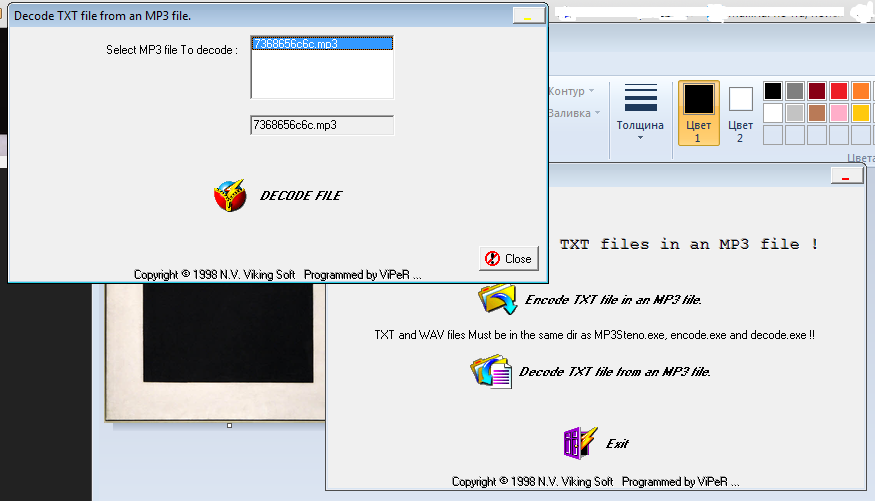 Decode TXT file from an MP3 file.
Select MP3 file To decode :
7368656c6c.mp3
7368656c6c.mp3
DECODE FILE
Close
Copyright © 1998 N.V. Viking Soft Programmed by ViPeR ...
Контур
Заливка
Толщина
Цвет
1
Цвет
2
Цвета
TXT files in an MP3 file !
Encode TXT file in an MP3 file.
TXT and WAV files Must be in the same dir as MP3Steno.exe, encode.exe and decode.exe !!
Decode TXT file from an MP3 file.
Exit
Copyright © 1998 N.V. Viking Soft Programmed by ViPeR ...